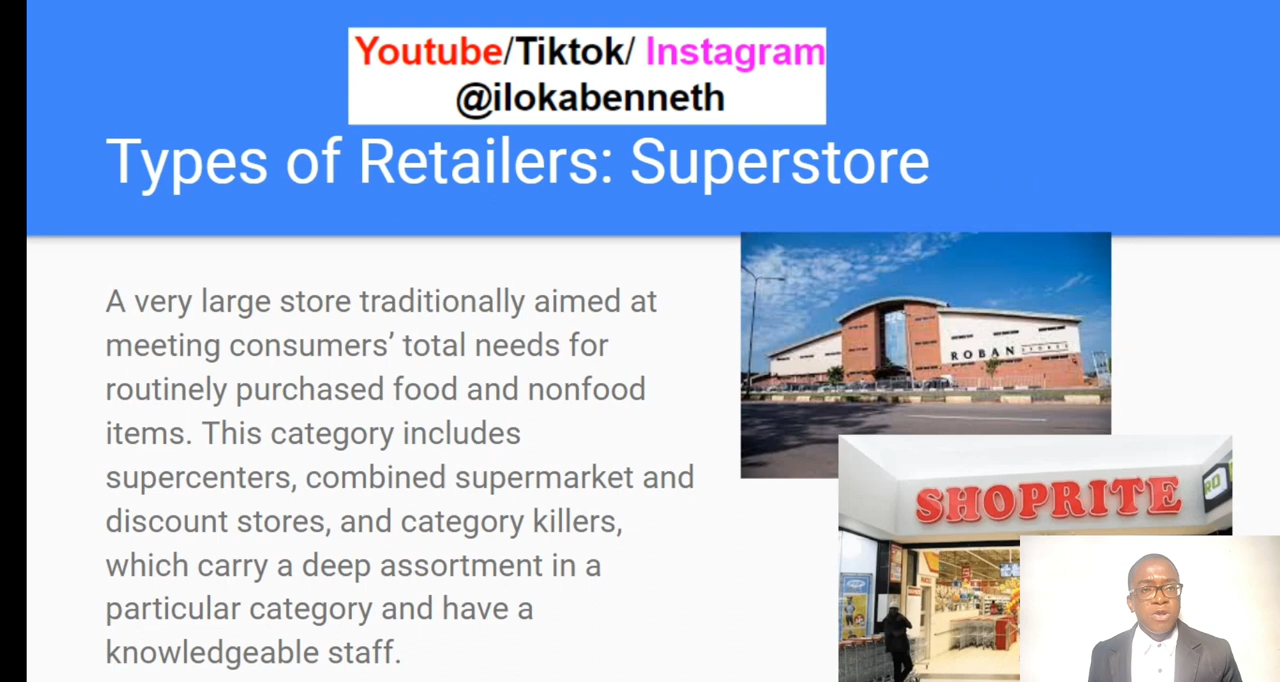 Youtube/Tiktok/ Instagram
@ilokabenneth
Types of Retailers: Superstore
A very large store traditionally aimed at
meeting consumers’ total needs for
routinely purchased food and nonfood
items. This category includes
supercenters, combined supermarket and
discount stores, and category killers,
which carry a deep assortment in a
particular category and have a
knowledgeable staff.
ROBAN
STORES
SHOPRITE